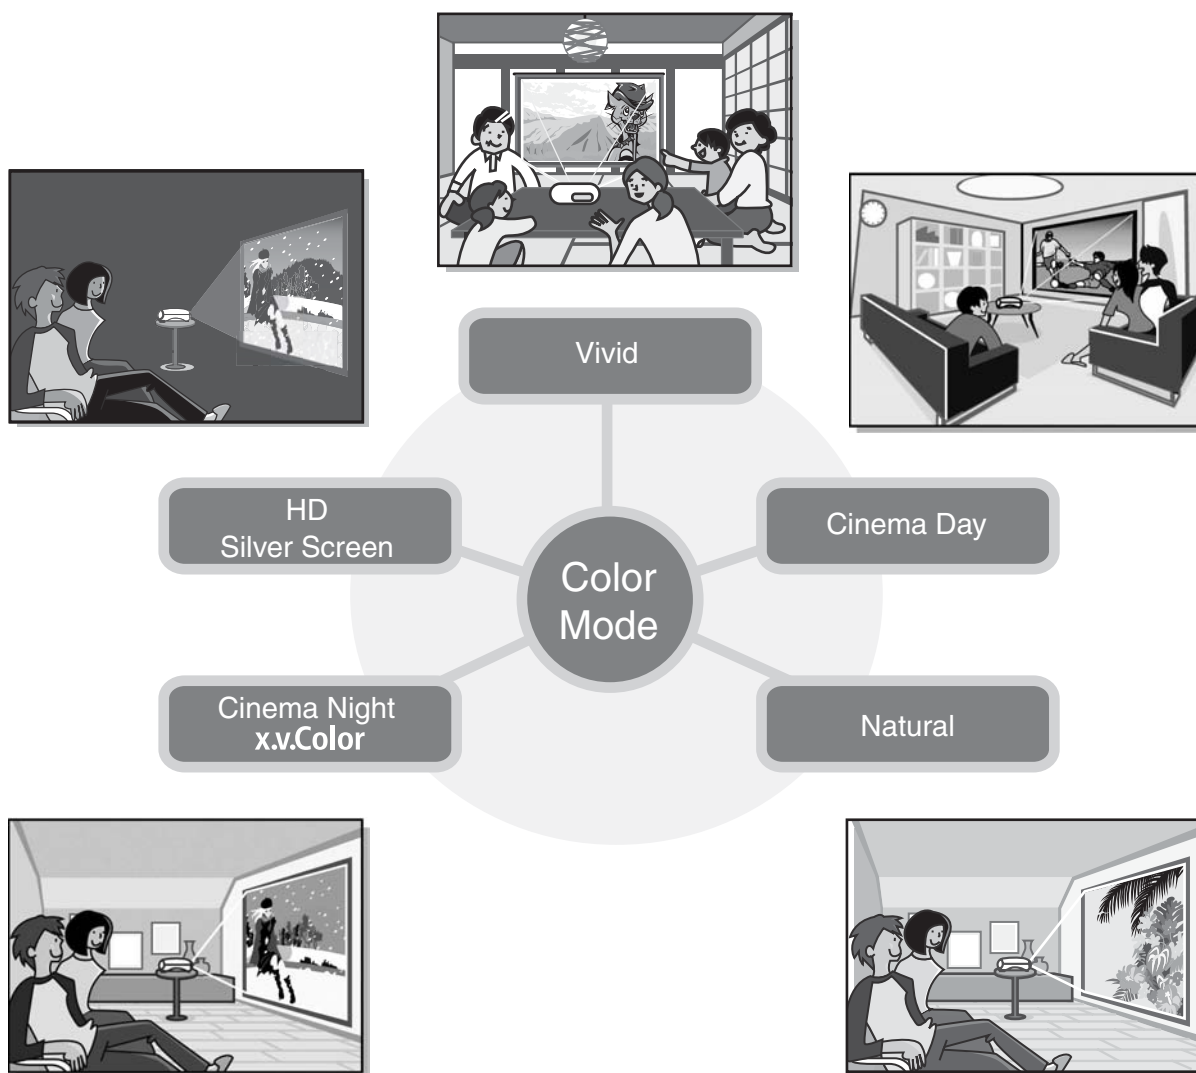 Vivid
HD
Silver Screen
Cinema Day
Color
Mode
Cinema Night
x.v.Color
Natural